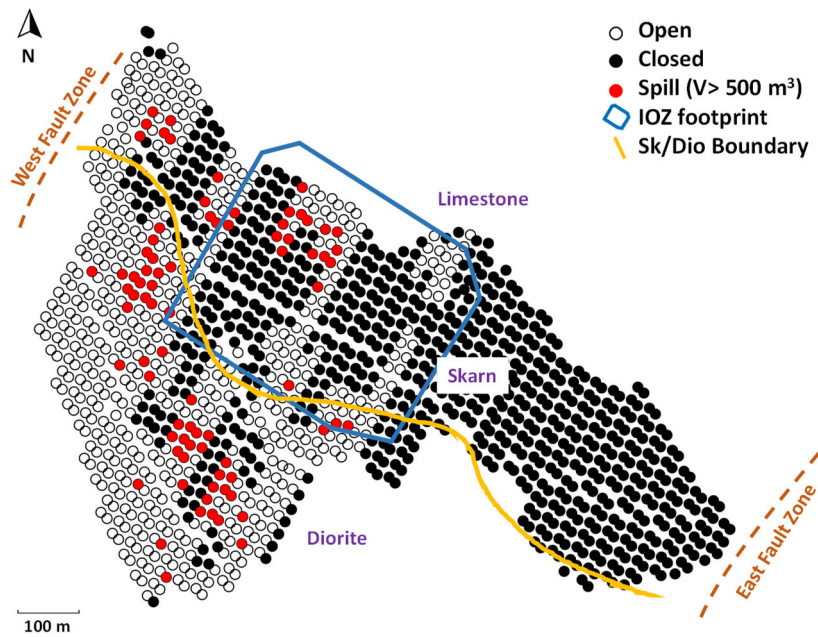 N
Open
Closed
Spill (V> 500 m³)
IOZ footprint
Sk/Dio Boundary
West Fault Zone
Limestone
Skarn
Diorite
East Fault Zone
100 m